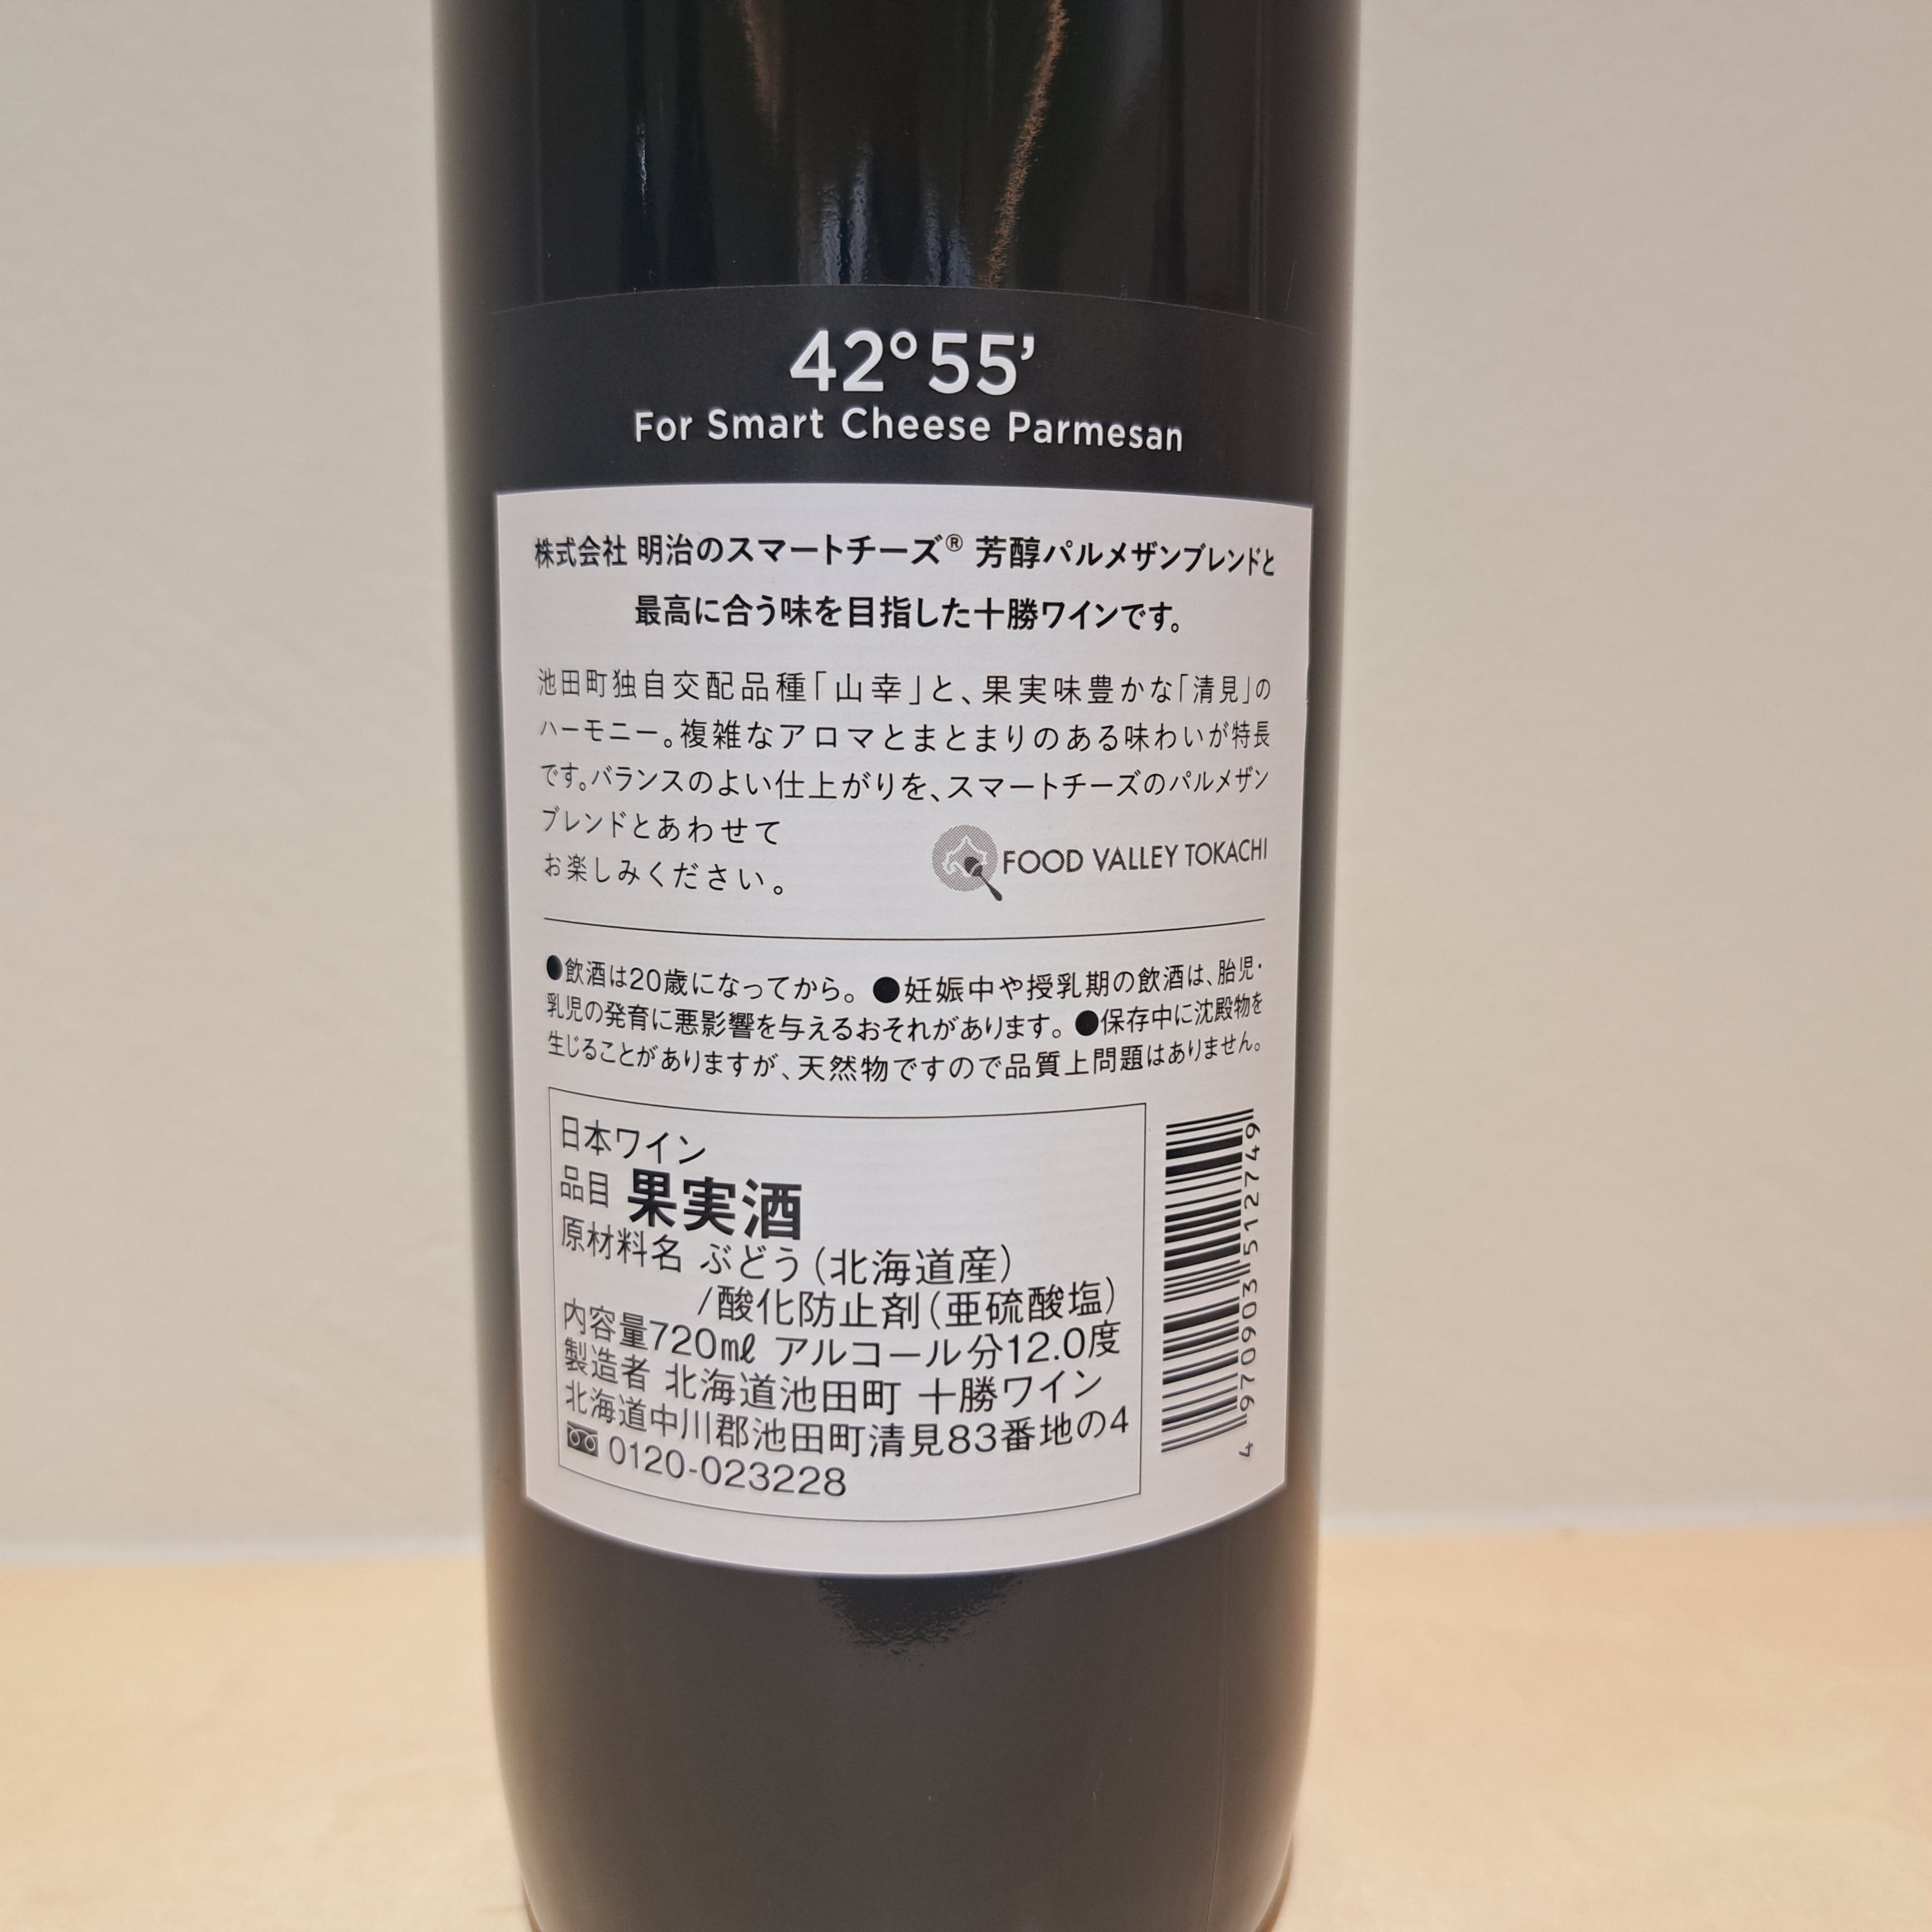 42°55’
For Smart Cheese Parmesan
株式会社 明治のスマートチーズ® 芳醇パルメザンブレンドと
最高に合う味を目指した十勝ワインです。
池田町独自交配品種「山幸」と、果実味豊かな「清見」の
ハーモニー。複雑なアロマとまとまりのある味わいが特長
です。バランスのよい仕上がりを、スマートチーズのパルメザン
ブレンドとあわせて
お楽しみください。
FOOD VALLEY TOKACHI
●飲酒は20歳になってから。 ●妊娠中や授乳期の飲酒は、胎児・
乳児の発育に悪影響を与えるおそれがあります。 ●保存中に沈殿物を
生じることがありますが、天然物ですので品質上問題はありません。
日本ワイン
品目 果実酒
原材料名 ぶどう(北海道産)
/酸化防止剤(亜硫酸塩)
内容量720mℓ アルコール分12.0度
製造者 北海道池田町 十勝ワイン
北海道中川郡池田町清見83番地の4
0120-023228
4 970903 512749